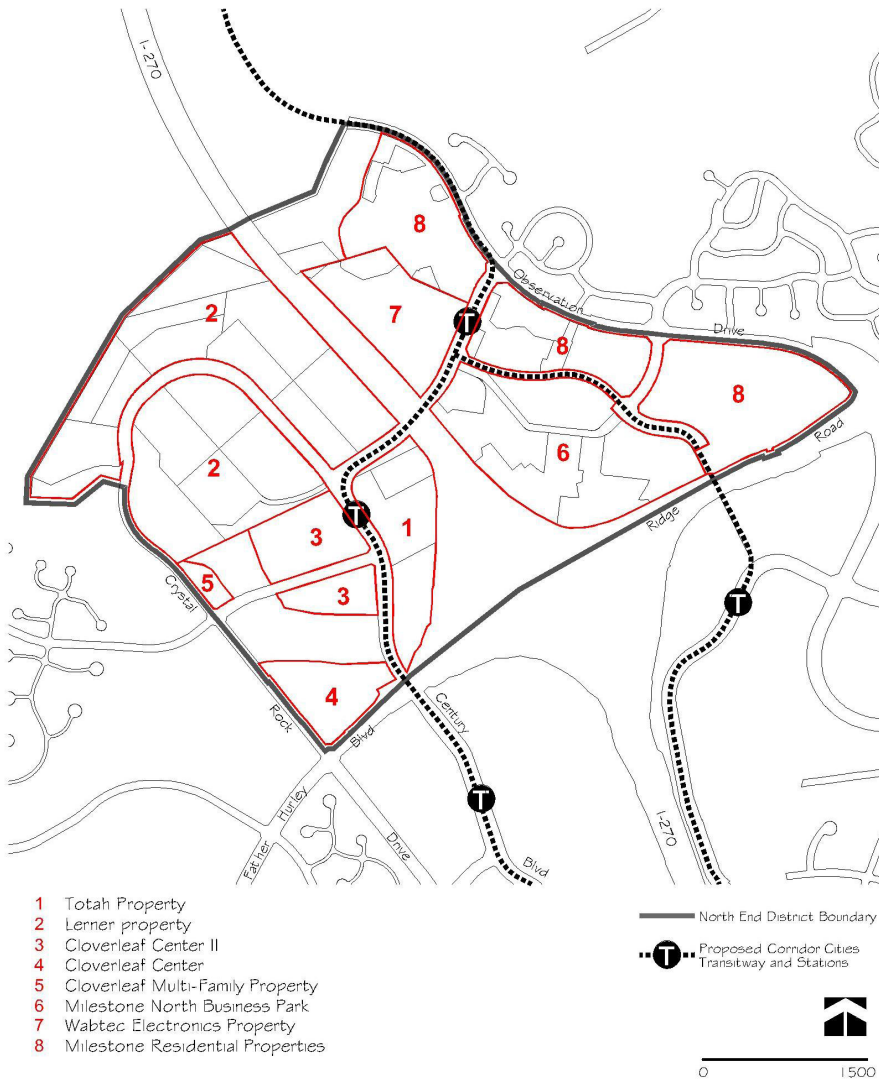 I-270
8
Observation
Drive
2
7
T
8
8
Road
6
2
Ridge
T
1
3
5
Crystal
3
T
4
Rock
Blvd
Century
Hurley
Father
Drive
T
I-270
Blvd
1 Totah Property
2 Lerner property
3 Cloverleaf Center II
4 Cloverleaf Center
5 Cloverleaf Multi-Family Property
6 Milestone North Business Park
7 Wabtec Electronics Property
8 Milestone Residential Properties
North End District Boundary
T Proposed Corridor Cities
Transitway and Stations
0 1500